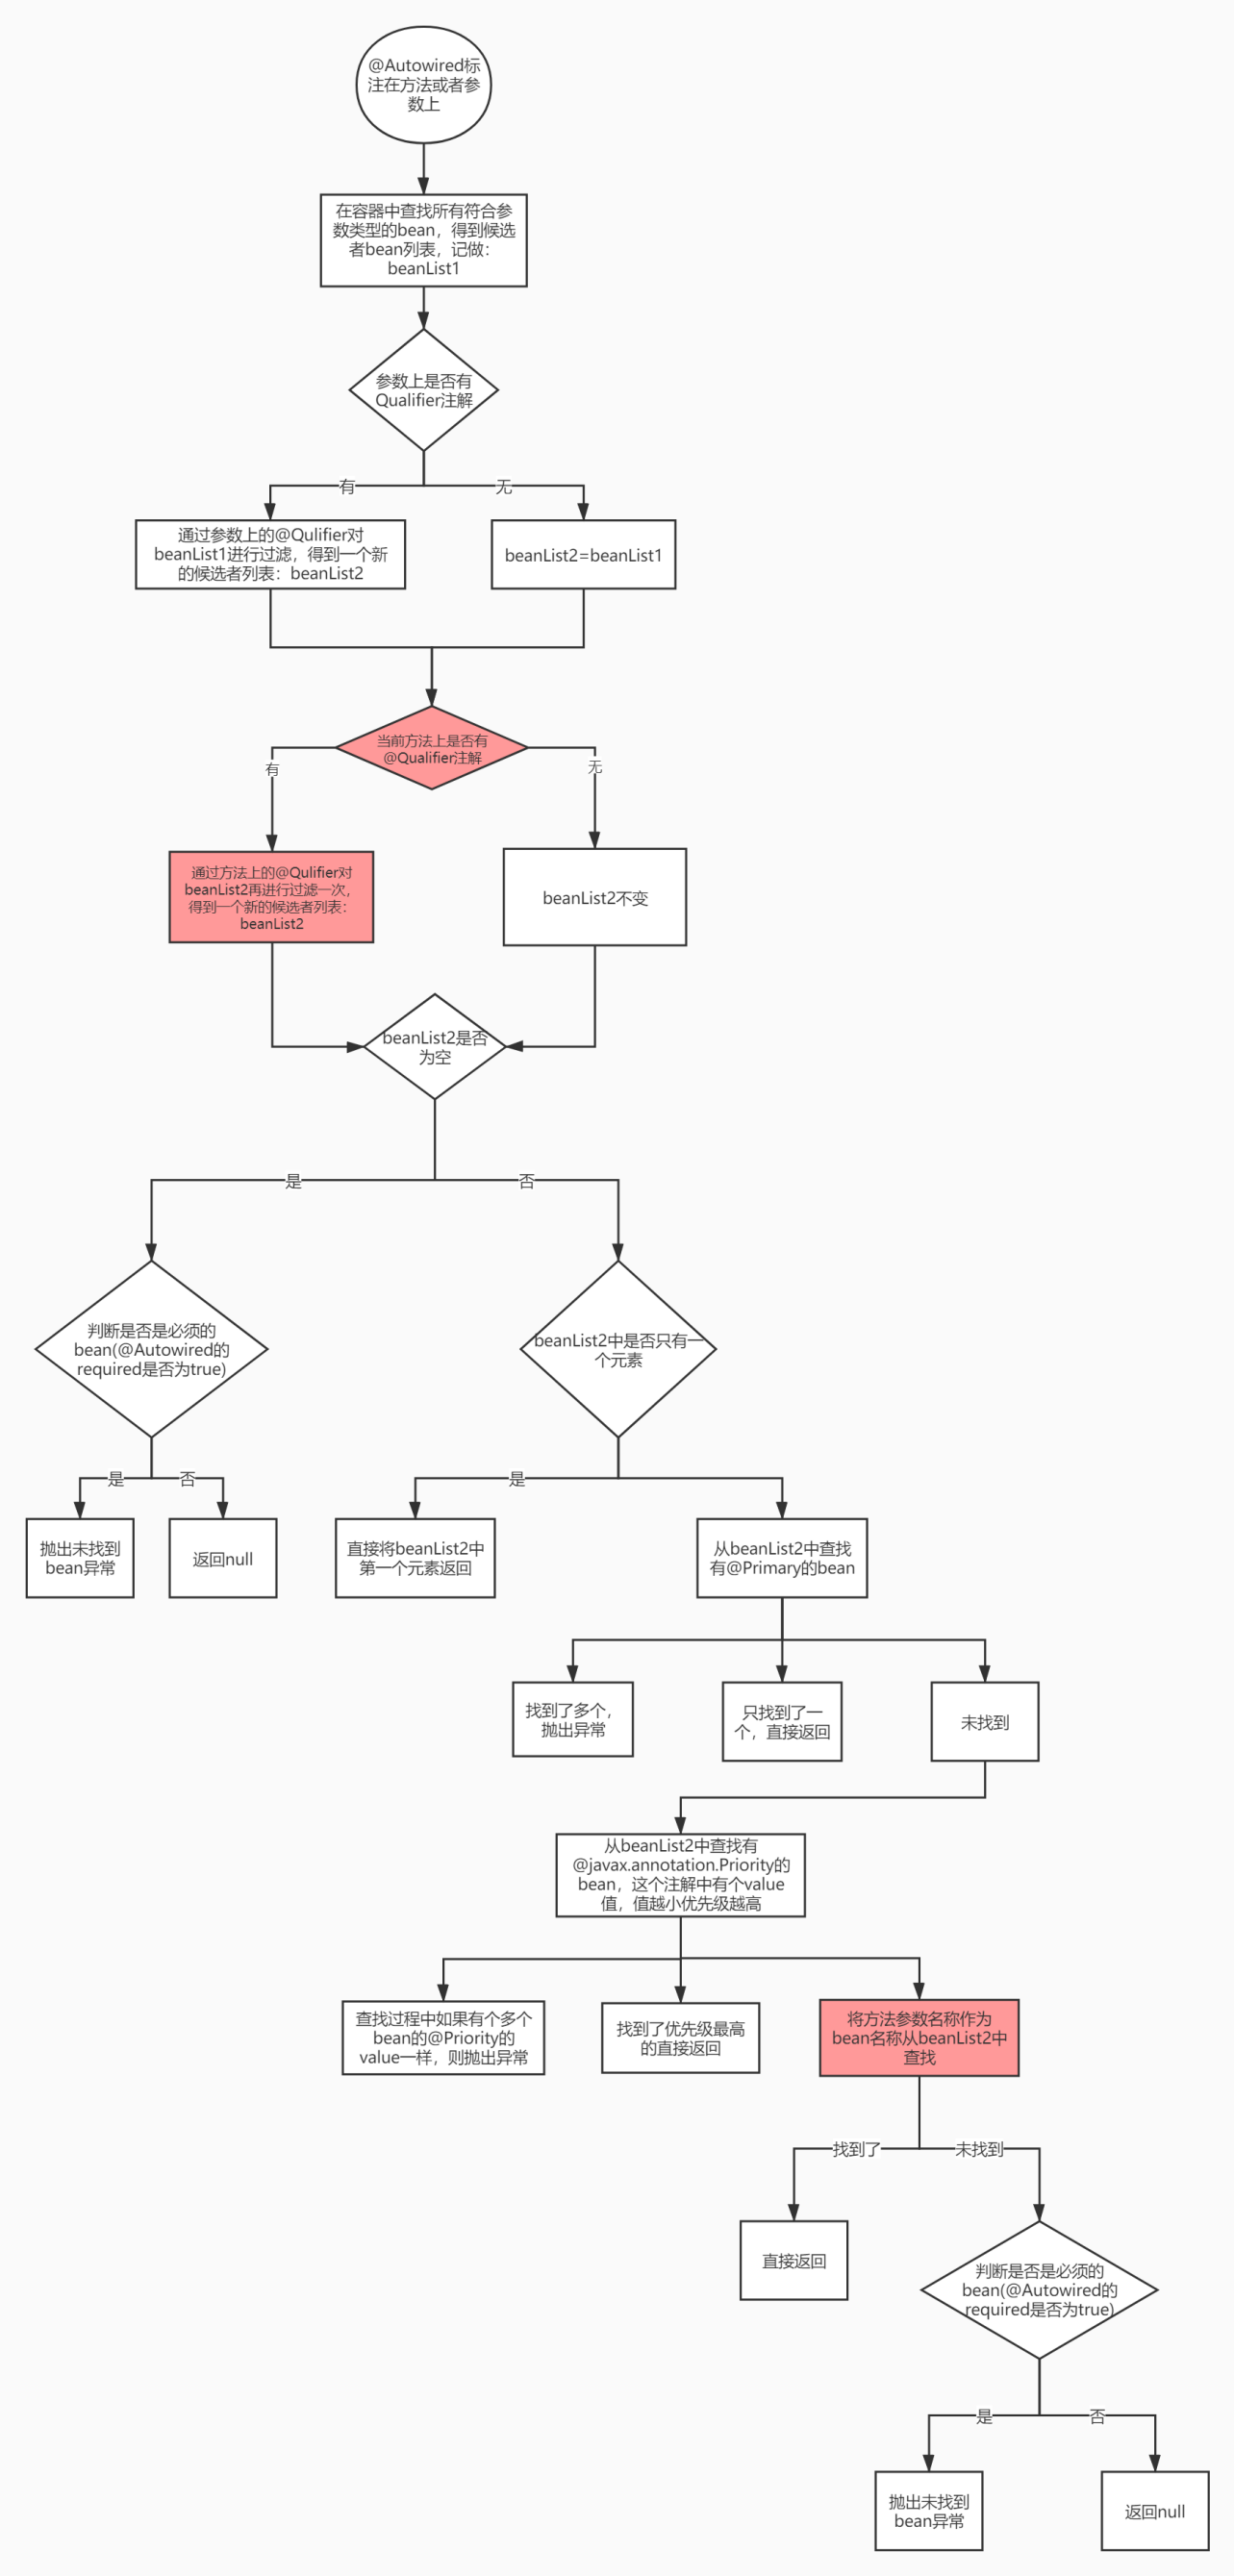 @Autowired标
注在方法或者参
数上
在容器中查找所有符合参
数类型的bean，得到候选
者bean列表，记做：
beanList1
参数上是否有
Qualifier注解
有
无
通过参数上的@Qulifier对
beanList1进行过滤，得到一个新
的候选者列表：beanList2
beanList2=beanList1
当前方法上是否有
@Qualifier注解
有
无
通过方法上的@Qulifier对
beanList2再进行过滤一次，
得到一个新的候选者列表：
beanList2
beanList2不变
beanList2是否
为空
是
否
判断是否是必须的
bean(@Autowired的
required是否为true)
beanList2中是否只有一
个元素
是
否
是
抛出未找到
bean异常
返回null
直接将beanList2中
第一个元素返回
从beanList2中查找
有@Primary的bean
找到了多个，
抛出异常
只找到了一
个，直接返回
未找到
从beanList2中查找有
@javax.annotation.Priority的
bean，这个注解中有个value
值，值越小优先级越高
查找过程中如果有个多个
bean的@Priority的
value一样，则抛出异常
找到了优先级最高
的直接返回
将方法参数名称作为
bean名称从beanList2中
查找
找到了
未找到
直接返回
判断是否是必须的
bean(@Autowired的
required是否为true)
是
否
抛出未找到
bean异常
返回null